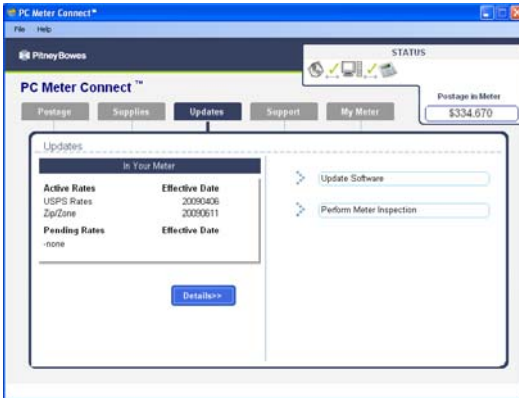 PC Meter Connect™
File Help
Pitney Bowes
STATUS
PC Meter Connect ™
Postage in Meter
$334.670
Postage Supplies Updates Support My Meter
Updates
In Your Meter
Active Rates Effective Date
USPS Rates 20090406
Zip/Zone 20090611
Pending Rates Effective Date
-none
Details>>
Update Software
Perform Meter Inspection